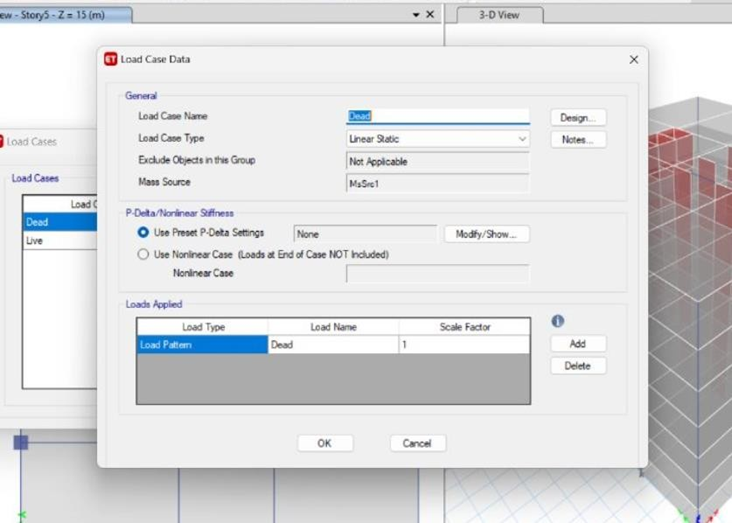 ew - Story5 - Z = 15 (m)
3-D View
ET Load Case Data
General
Load Case Name Dead Design...
Load Case Type Linear Static Notes...
Exclude Objects in this Group Not Applicable
Mass Source MsSrc1
P-Delta/Nonlinear Stiffness
Use Preset P-Delta Settings None Modify/Show...
Use Nonlinear Case (Loads at End of Case NOT Included)
Nonlinear Case
Loads Applied
Load Type Load Name Scale Factor
Load Pattern Dead 1
Add
Delete
OK Cancel
Load Cases
Load Cases
Load C
Dead
Live